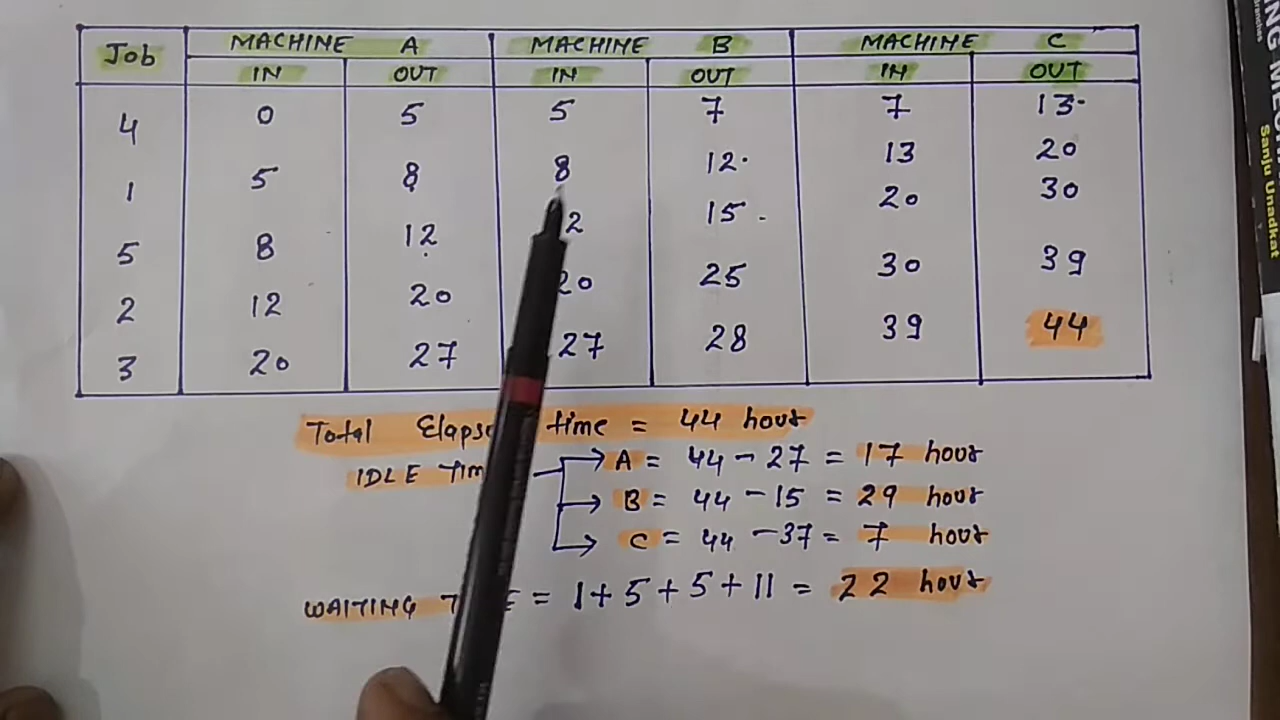 Job MACHINE A MACHINE B MACHINE C
IN OUT IN OUT IN OUT
4 0 5 5 7 7 13
1 5 8 8 12 13 20
5 8 12 2 15 20 30
2 12 20 20 25 30 39
3 20 27 27 28 39 44
Total Elaps time = 44 hour
IDLE TIM
A = 44 - 27 = 17 hour
B = 44 - 15 = 29 hour
C = 44 - 37 = 7 hour
WAITING T E = 1 + 5 + 5 + 11 = 22 hour
Sanju Unadkat